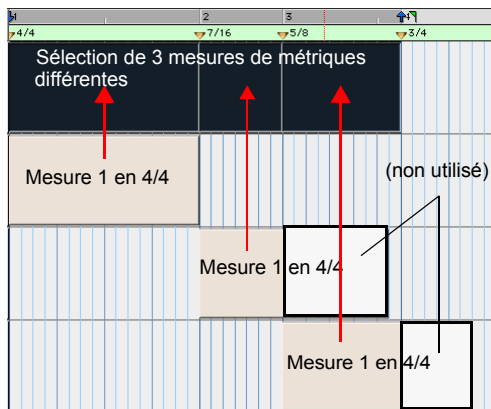 2 3 4
4/4 7/16 5/8 3/4
Sélection de 3 mesures de métriques
différentes
Mesure 1 en 4/4
(non utilisé)
Mesure 1 en 4/4
Mesure 1 en 4/4